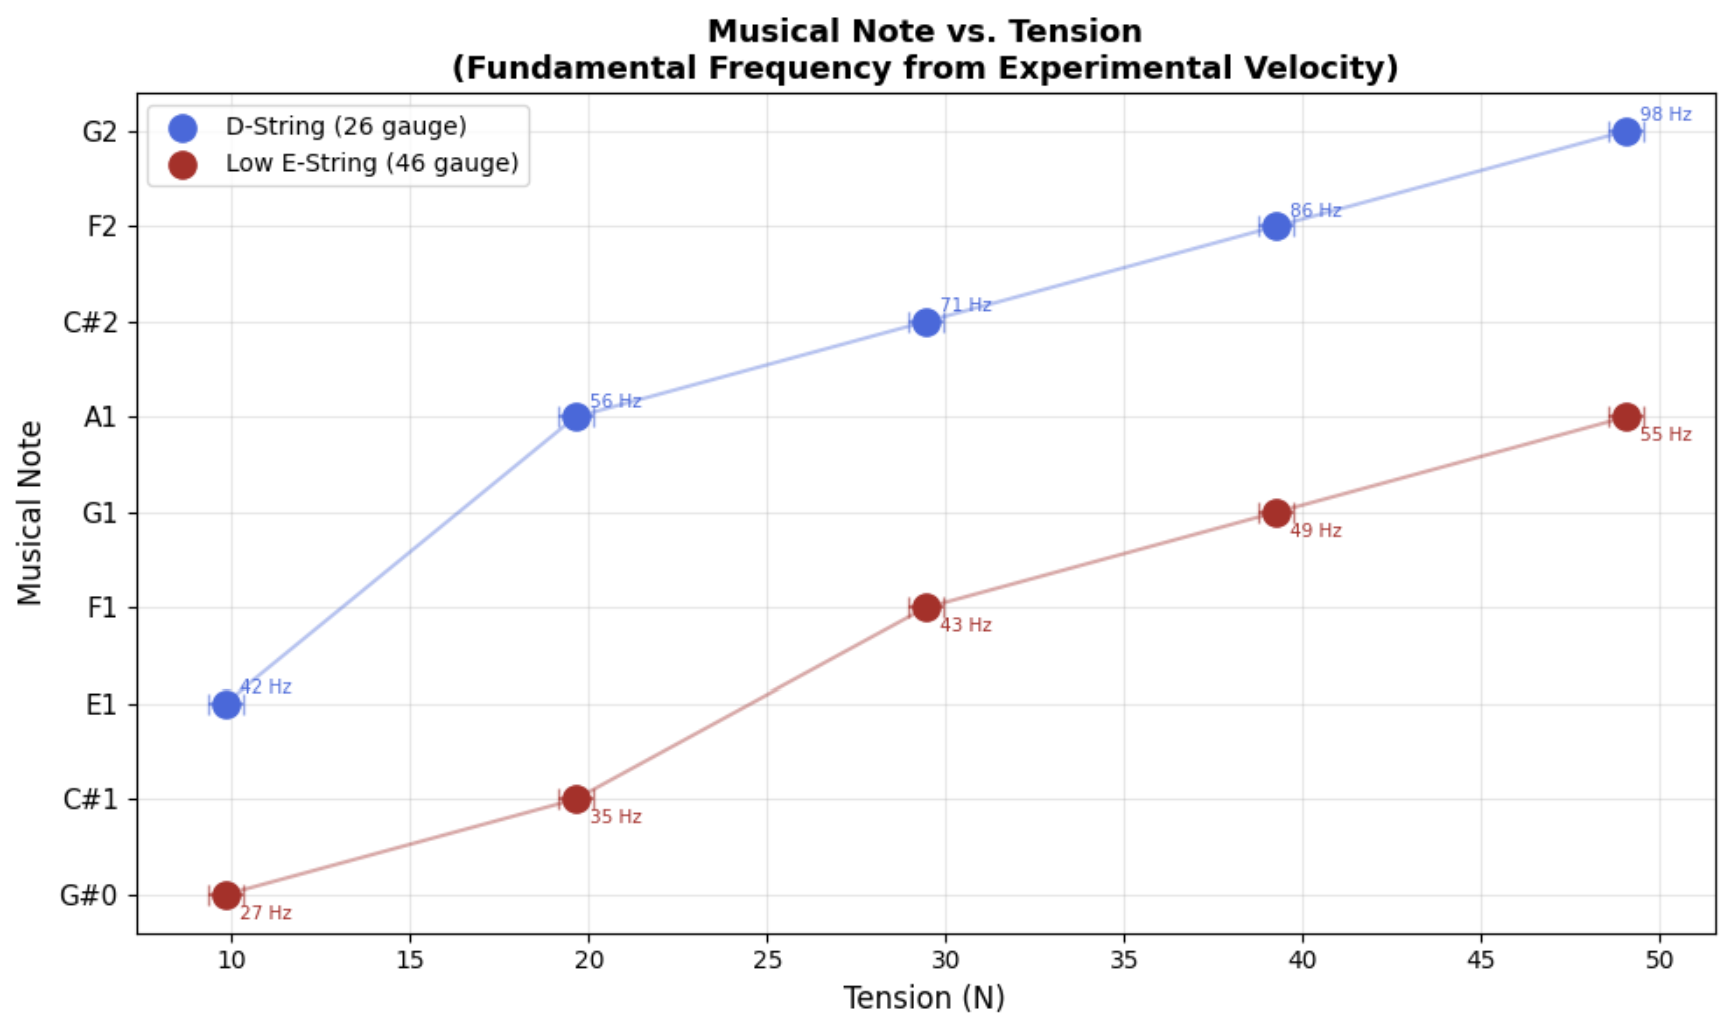 Musical Note vs. Tension
(Fundamental Frequency from Experimental Velocity)
D-String (26 gauge)
Low E-String (46 gauge)
Musical Note
G2
F2
C#2
A1
G1
F1
E1
C#1
G#0
98 Hz
86 Hz
71 Hz
56 Hz
42 Hz
55 Hz
49 Hz
43 Hz
35 Hz
27 Hz
10 15 20 25 30 35 40 45 50
Tension (N)